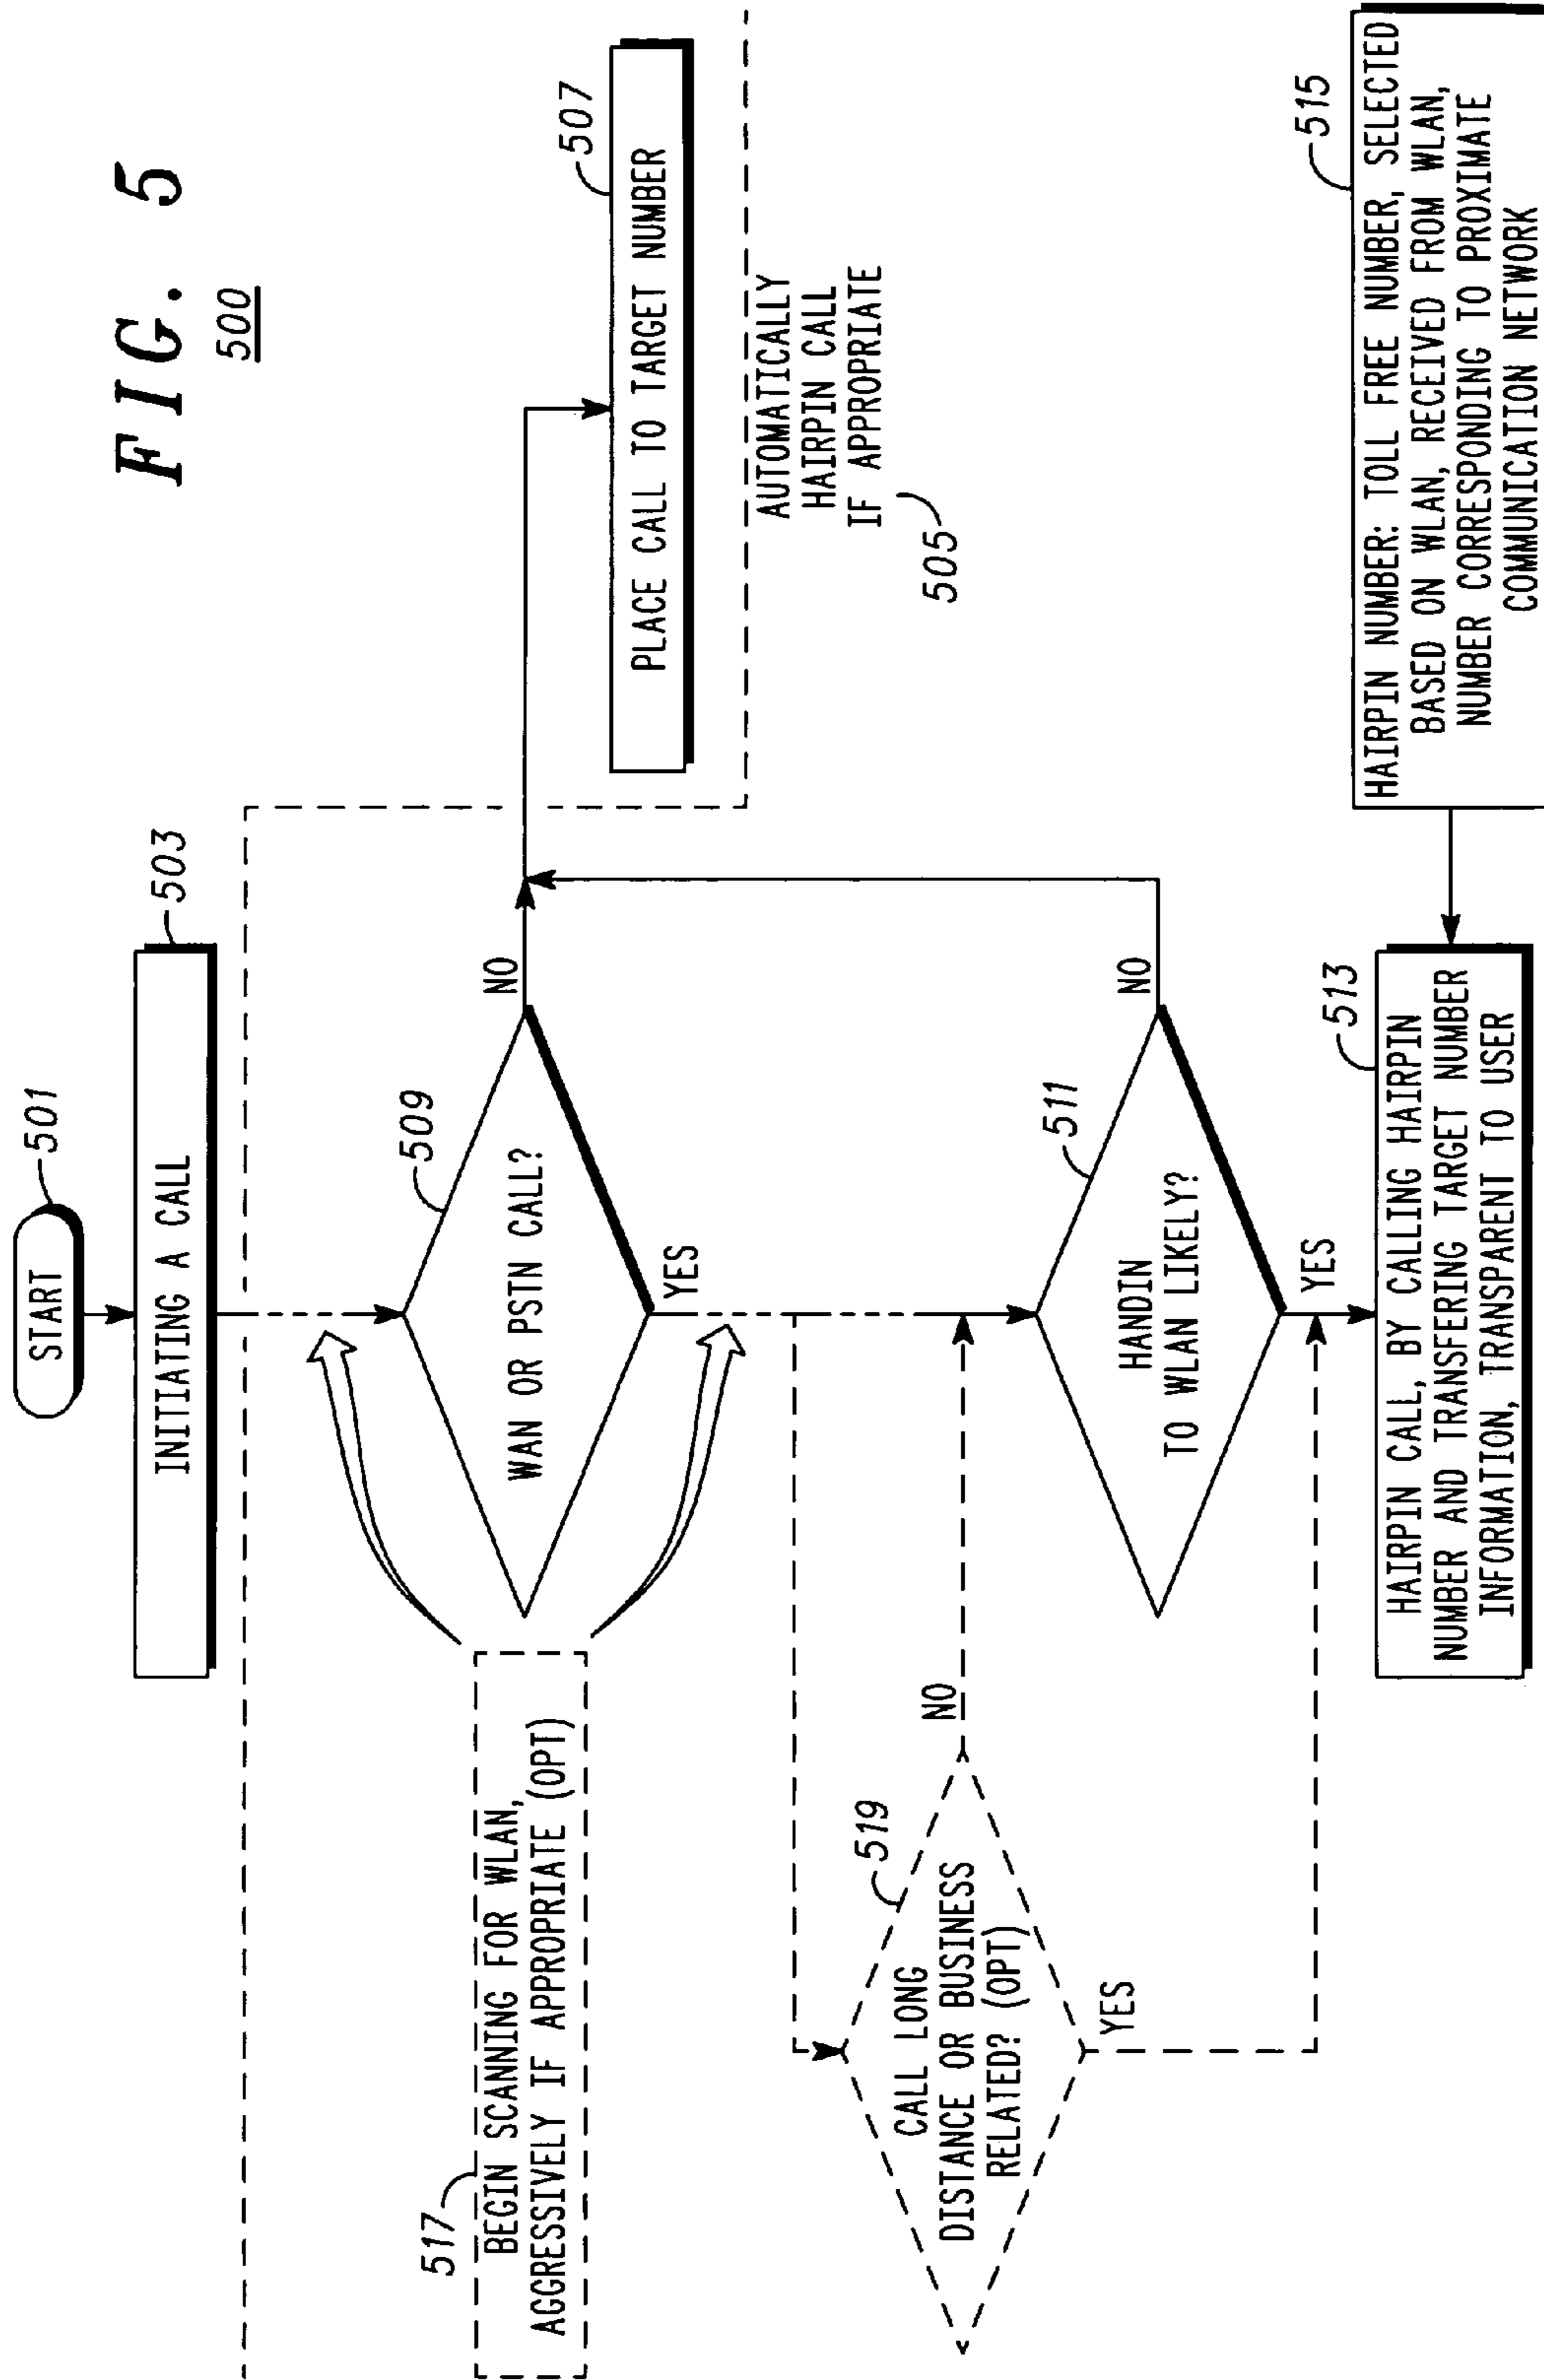 FIG. 5
500
START
501
INITIATING A CALL
503
517
BEGIN SCANNING FOR WLAN,
AGGRESSIVELY IF APPROPRIATE (OPT)
WAN OR PSTN CALL?
509
NO
YES
PLACE CALL TO TARGET NUMBER
507
AUTOMATICALLY
HAIRPIN CALL
IF APPROPRIATE
505
CALL LONG
DISTANCE OR BUSINESS
RELATED? (OPT)
519
NO
YES
HANDIN
TO WLAN LIKELY?
511
NO
YES
HAIRPIN CALL, BY CALLING HAIRPIN
NUMBER AND TRANSFERING TARGET NUMBER
INFORMATION, TRANSPARENT TO USER
513
HAIRPIN NUMBER: TOLL FREE NUMBER, SELECTED
BASED ON WLAN, RECEIVED FROM WLAN,
NUMBER CORRESPONDING TO PROXIMATE
COMMUNICATION NETWORK
515